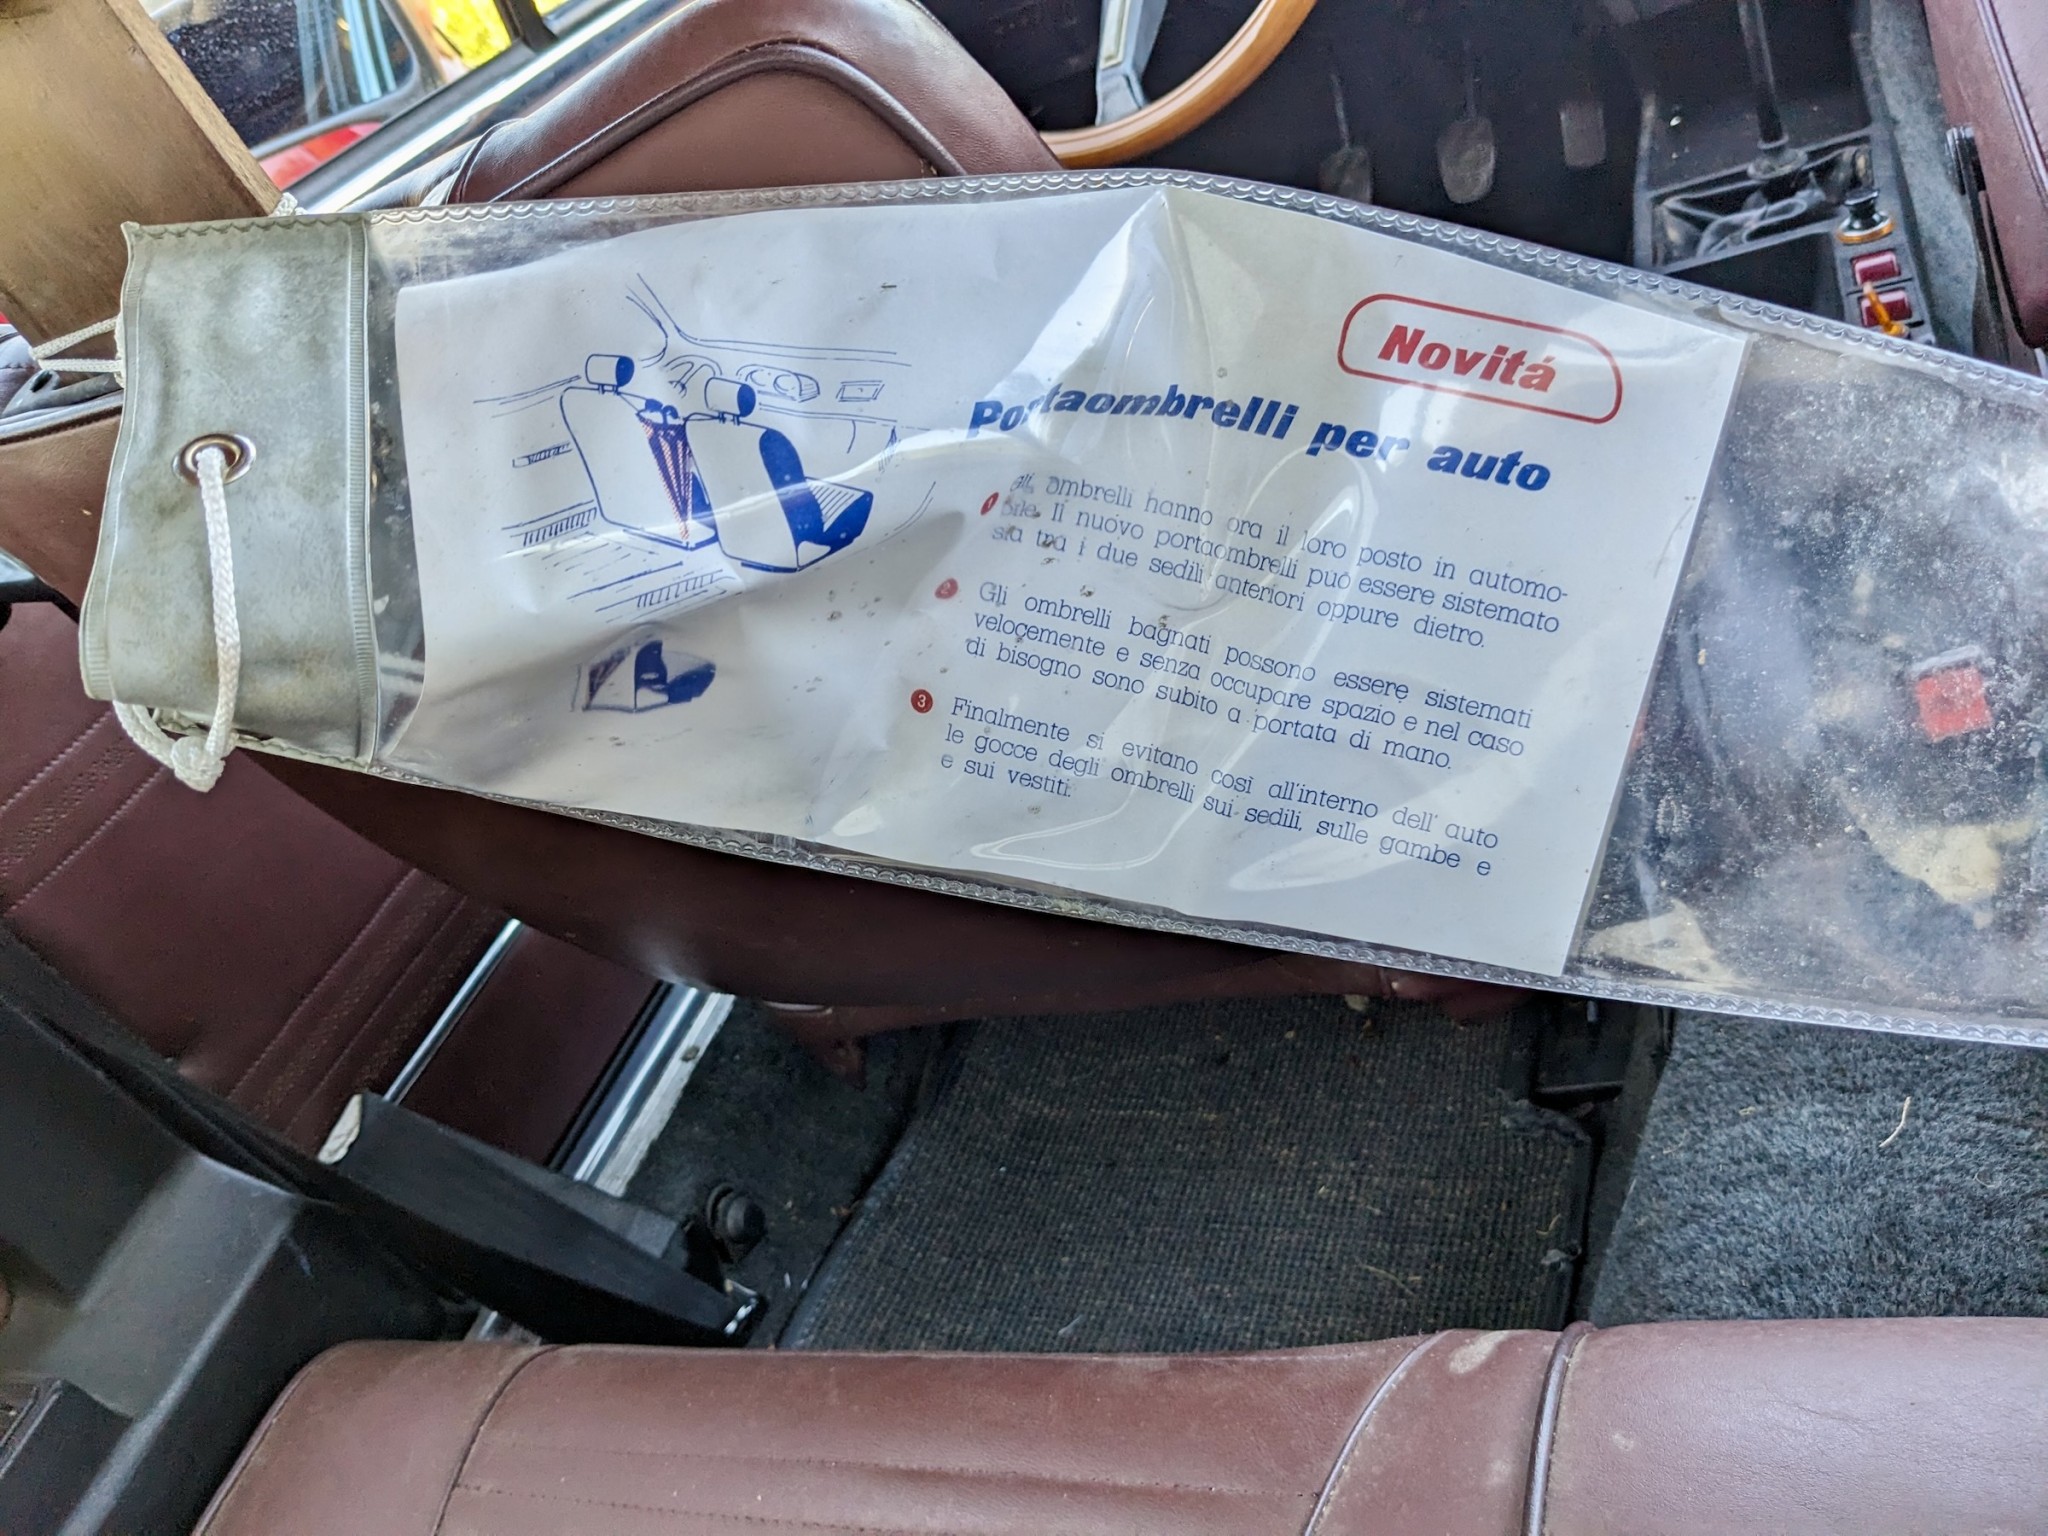 Novitá
Portaombrelli per auto
1 Gli ombrelli hanno ora il loro posto in automo-
bile. Il nuovo portaombrelli può essere sistemato
sia tra i due sedili anteriori oppure dietro.
2 Gli ombrelli bagnati possono essere sistemati
velocemente e senza occupare spazio e nel caso
di bisogno sono subito a portata di mano.
3 Finalmente si evitano così all'interno dell'auto
le gocce degli ombrelli sui sedili, sulle gambe e
e sui vestiti.